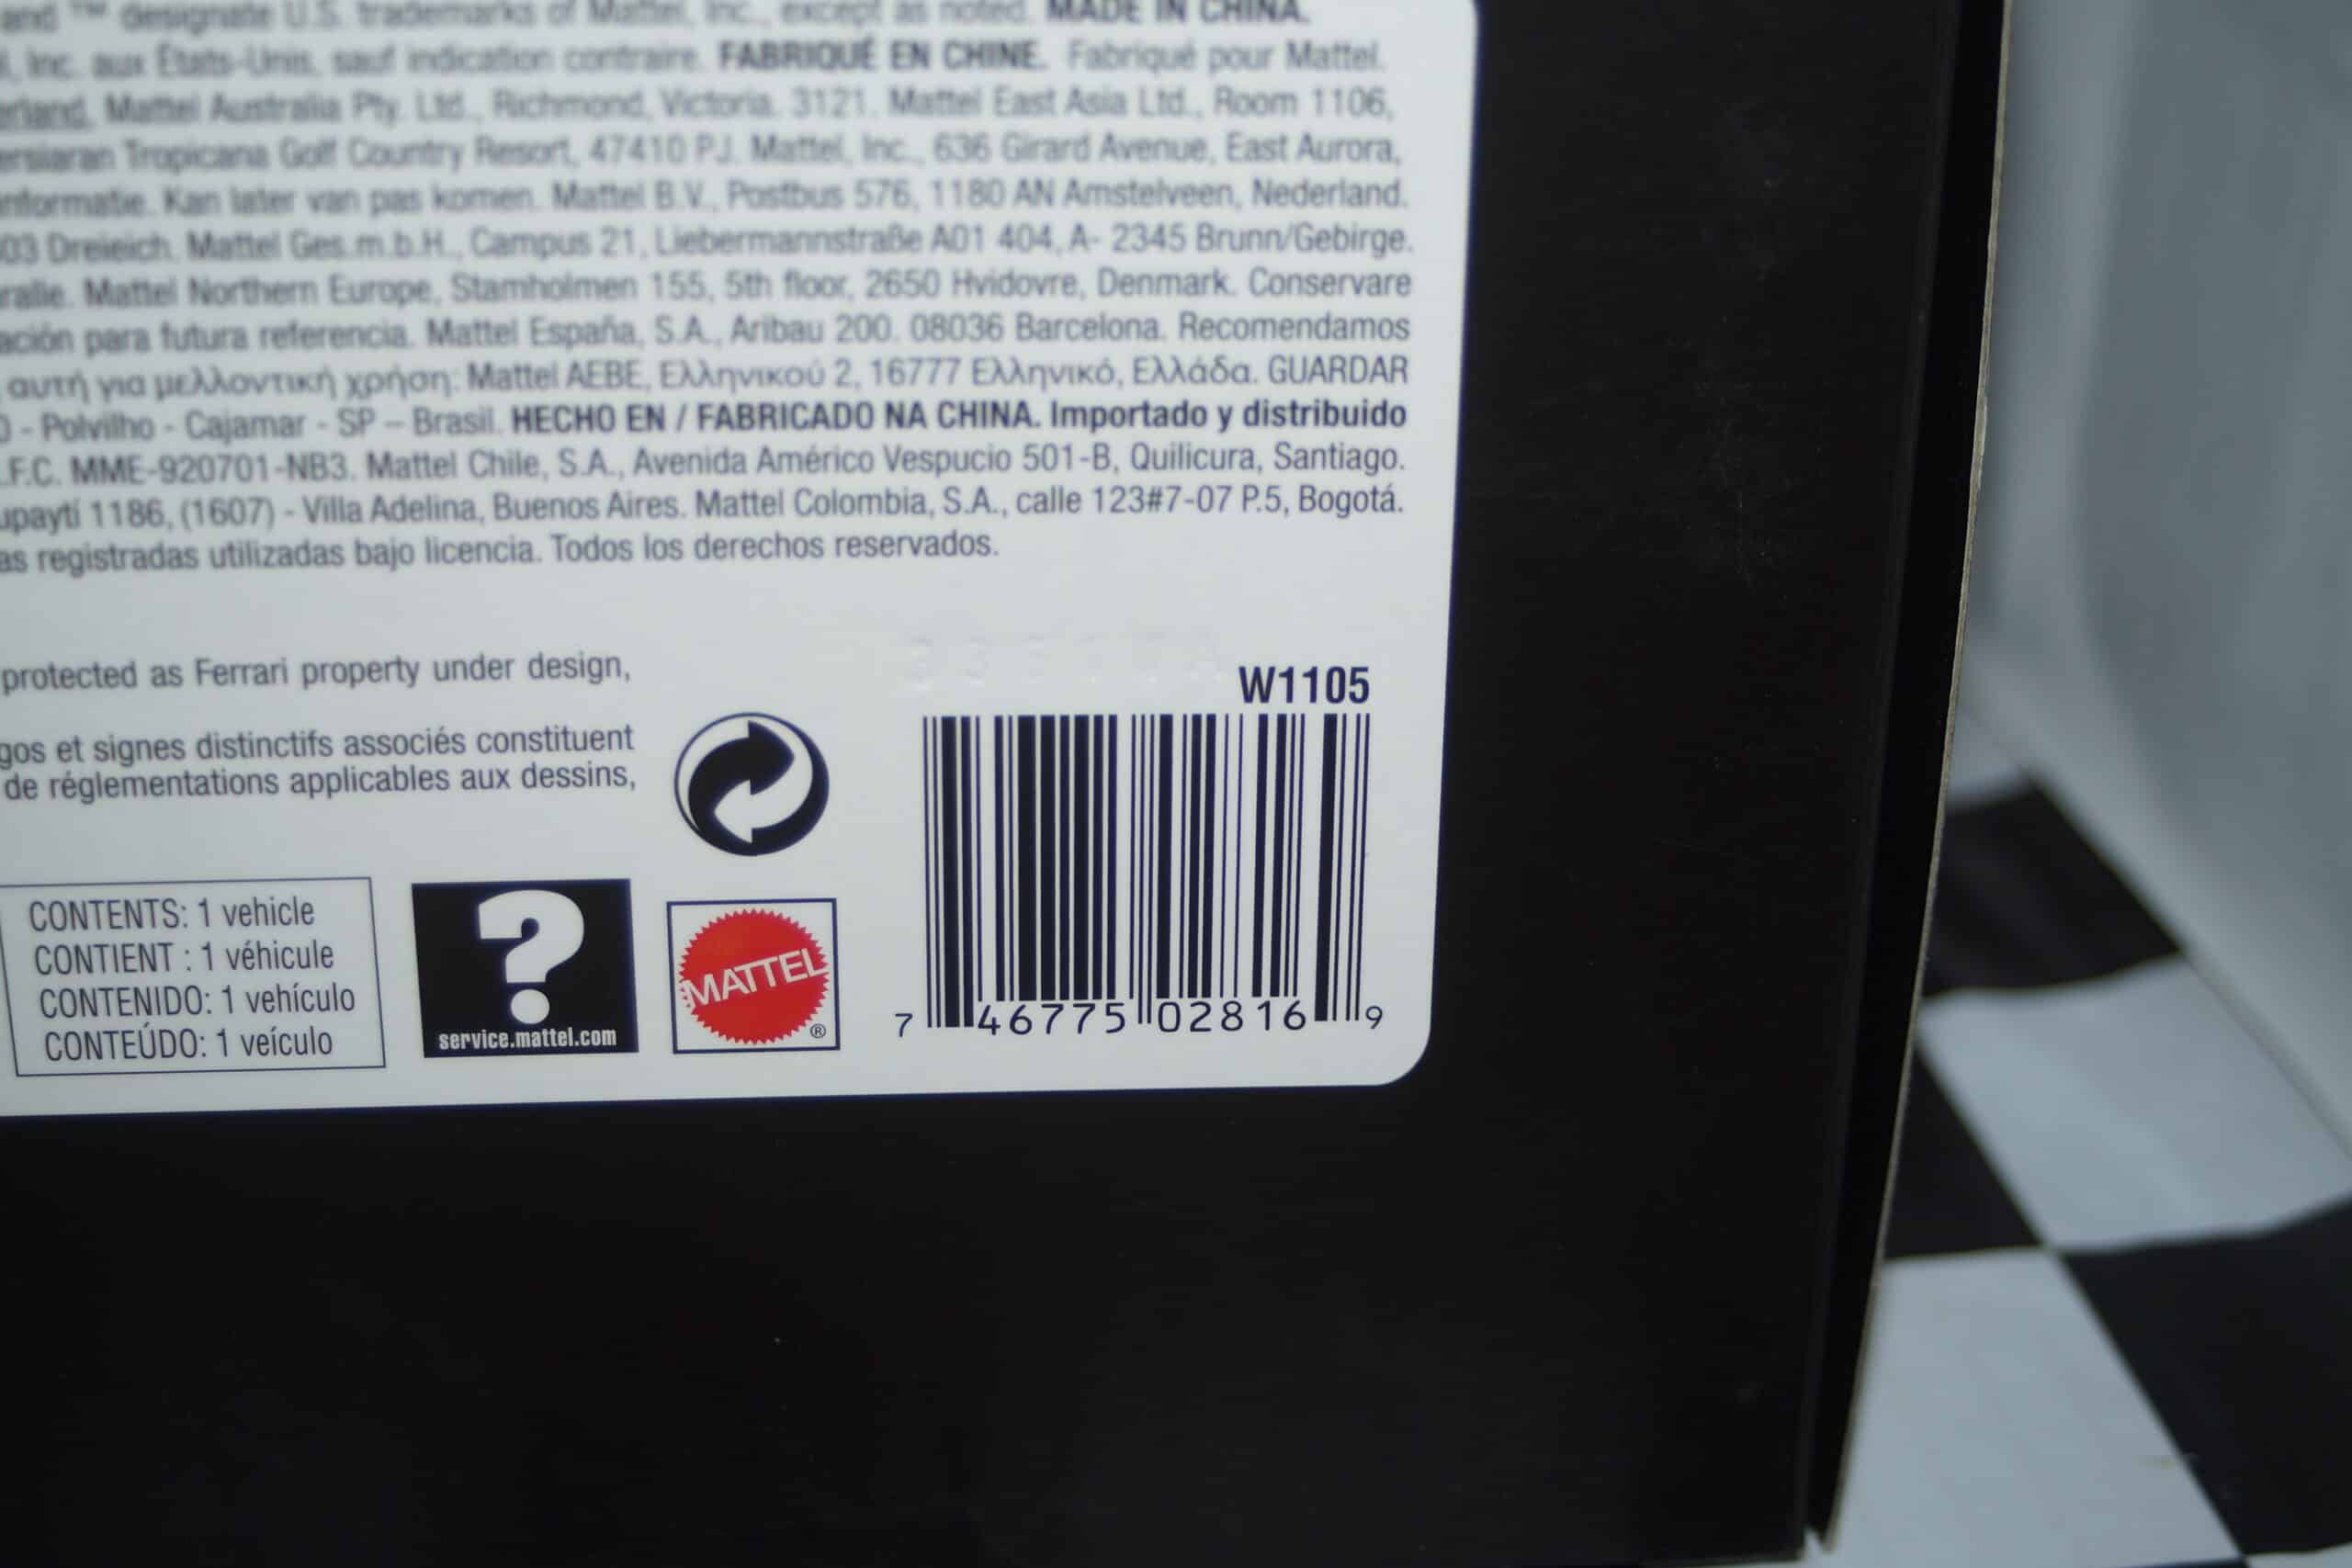 and ™ designate U.S. trademarks of Mattel, Inc., except as noted. MADE IN CHINA.
l, Inc. aux États-Unis, sauf indication contraire. FABRIQUÉ EN CHINE. Fabriqué pour Mattel.
erland. Mattel Australia Pty. Ltd., Richmond, Victoria. 3121. Mattel East Asia Ltd., Room 1106,
ersiaran Tropicana Golf Country Resort, 47410 PJ. Mattel, Inc., 636 Girard Avenue, East Aurora,
informatie. Kan later van pas komen. Mattel B.V., Postbus 576, 1180 AN Amstelveen, Nederland.
03 Dreieich. Mattel Ges.m.b.H., Campus 21, Liebermannstraße A01 404, A- 2345 Brunn/Gebirge.
ralle. Mattel Northern Europe, Stamholmen 155, 5th floor, 2650 Hvidovre, Denmark. Conservare
ación para futura referencia. Mattel España, S.A., Aribau 200. 08036 Barcelona. Recomendamos
αυτή για μελλοντική χρήση: Mattel AEBE, Ελληνικού 2, 16777 Ελληνικό, Ελλάδα. GUARDAR
0 - Polvilho - Cajamar - SP – Brasil. HECHO EN / FABRICADO NA CHINA. Importado y distribuido
.F.C. MME-920701-NB3. Mattel Chile, S.A., Avenida Américo Vespucio 501-B, Quilicura, Santiago.
upaytí 1186, (1607) - Villa Adelina, Buenos Aires. Mattel Colombia, S.A., calle 123#7-07 P.5, Bogotá.
as registradas utilizadas bajo licencia. Todos los derechos reservados.
protected as Ferrari property under design,
gos et signes distinctifs associés constituent
de réglementations applicables aux dessins,
W1105
7 46775 02816 9
CONTENTS: 1 vehicle
CONTIENT : 1 véhicule
CONTENIDO: 1 vehículo
CONTEÚDO: 1 veículo
?
service.mattel.com
MATTEL
®